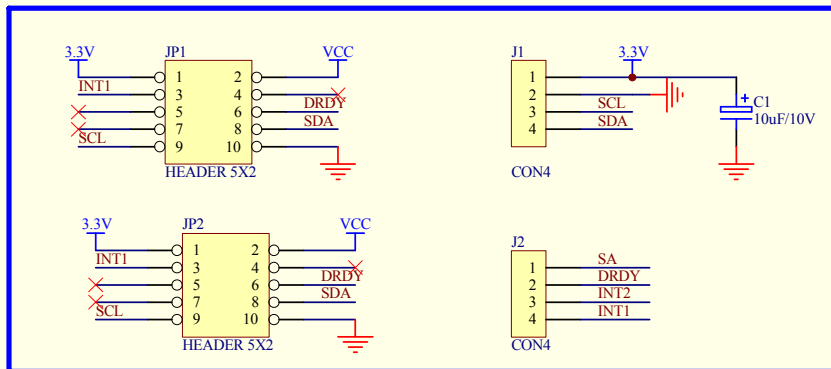 3.3V JP1 VCC J1 3.3V
INT1 1 2 1
3 4 2 C1
5 6 DRDY 3 SCL 10uF/10V
7 8 SDA 4 SDA
SCL 9 10
HEADER 5X2 CON4
3.3V JP2 VCC J2
INT1 1 2 1 SA
3 4 2 DRDY
5 6 DRDY 3 INT2
7 8 SDA 4 INT1
SCL 9 10
HEADER 5X2 CON4